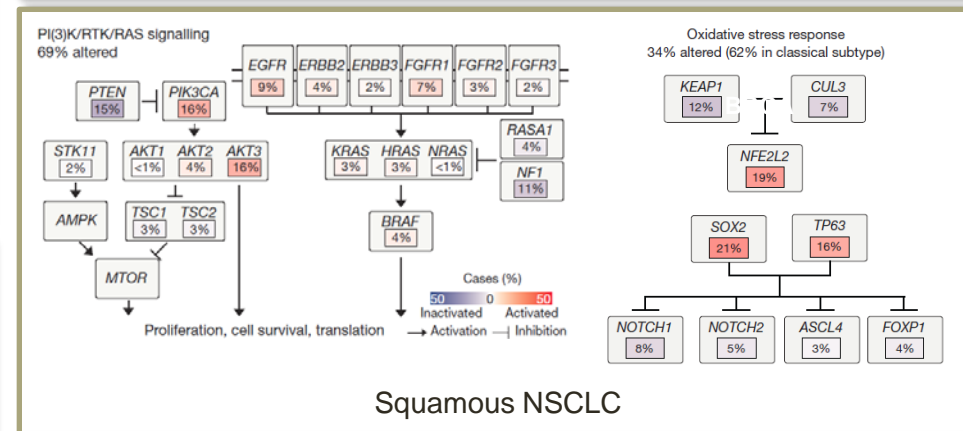 PI(3)K/RTK/RAS signalling
69% altered
EGFR ERBB2 ERBB3 FGFR1 FGFR2 FGFR3
9% 4% 2% 7% 3% 2%
PTEN PIK3CA
15% 16%
RASA1
4%
STK11 AKT1 AKT2 AKT3
2% <1% 4% 16%
KRAS HRAS NRAS
3% 3% <1%
NF1
11%
AMPK
TSC1 TSC2
3% 3%
BRAF
4%
MTOR
Cases (%)
50 0 50
Inactivated Activated
Activation Inhibition
Proliferation, cell survival, translation
Oxidative stress response
34% altered (62% in classical subtype)
KEAP1 CUL3
12% 7%
NFE2L2
19%
SOX2 TP63
21% 16%
NOTCH1 NOTCH2 ASCL4 FOXP1
8% 5% 3% 4%
Squamous NSCLC